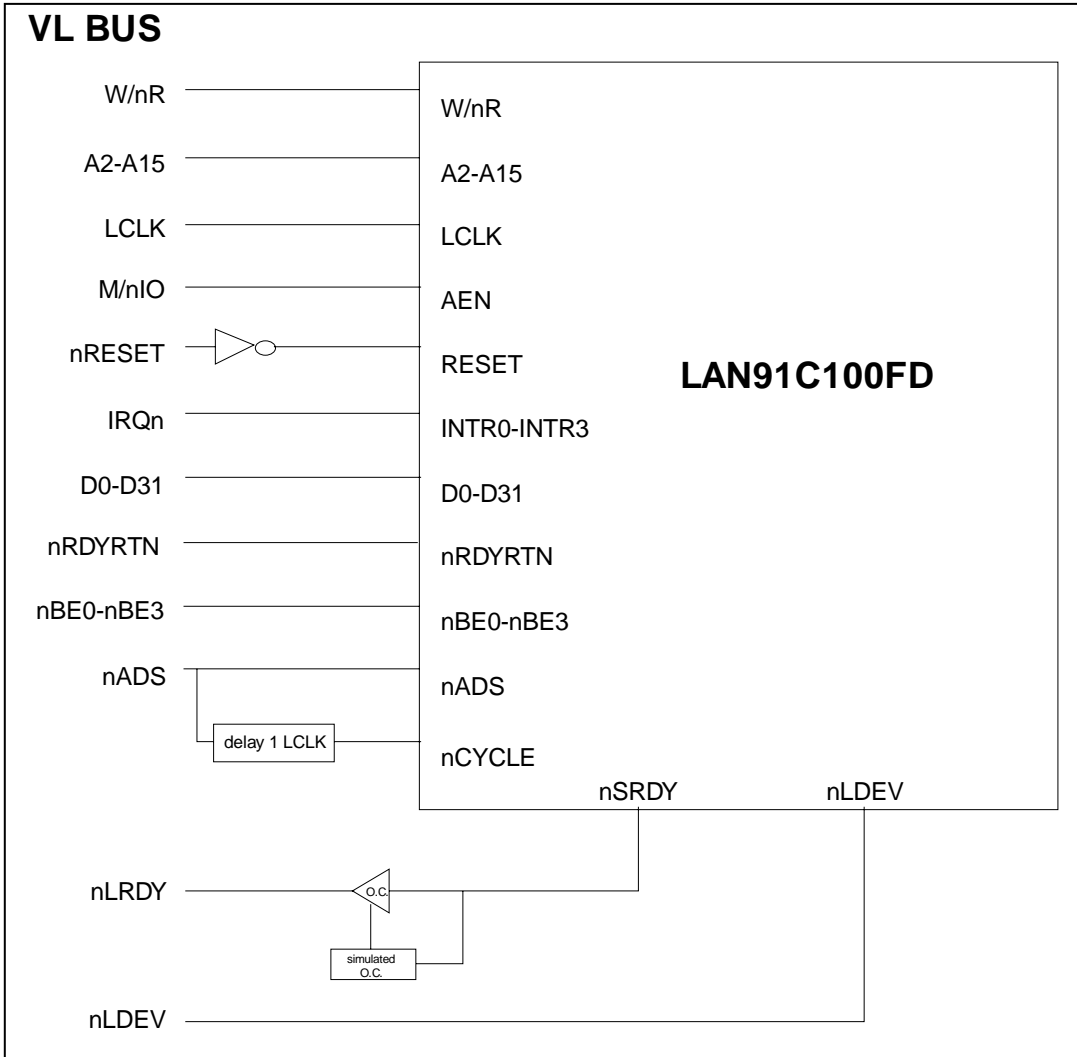 VL BUS
W/nR
W/nR
A2-A15
A2-A15
LCLK
LCLK
M/nIO
AEN
nRESET
RESET
LAN91C100FD
IRQn
INTR0-INTR3
D0-D31
D0-D31
nRDYRTN
nRDYRTN
nBE0-nBE3
nBE0-nBE3
nADS
nADS
delay 1 LCLK
nCYCLE
nSRDY
nLDEV
nLRDY
O.C.
simulated
O.C.
nLDEV